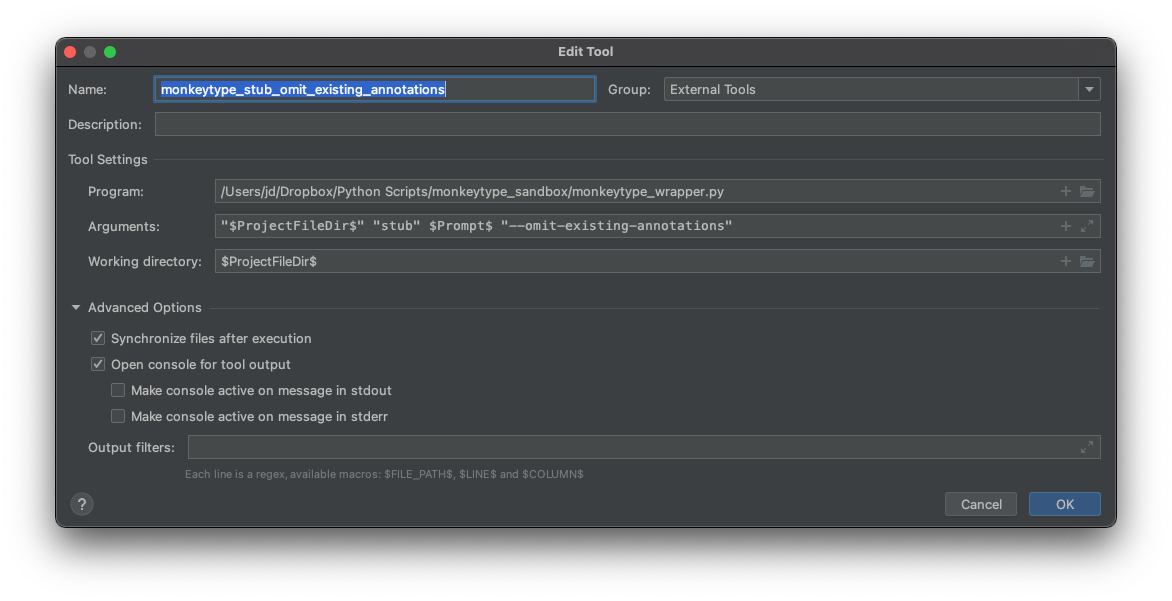 Edit Tool
Name: monkeytype_stub_omit_existing_annotations Group: External Tools
Description:
Tool Settings
Program: /Users/jd/Dropbox/Python Scripts/monkeytype_sandbox/monkeytype_wrapper.py
Arguments: "$ProjectFileDir$" "stub" $Prompt$ "--omit-existing-annotations"
Working directory: $ProjectFileDir$
Advanced Options
Synchronize files after execution
Open console for tool output
Make console active on message in stdout
Make console active on message in stderr
Output filters:
Each line is a regex, available macros: $FILE_PATH$, $LINE$ and $COLUMN$
? Cancel OK